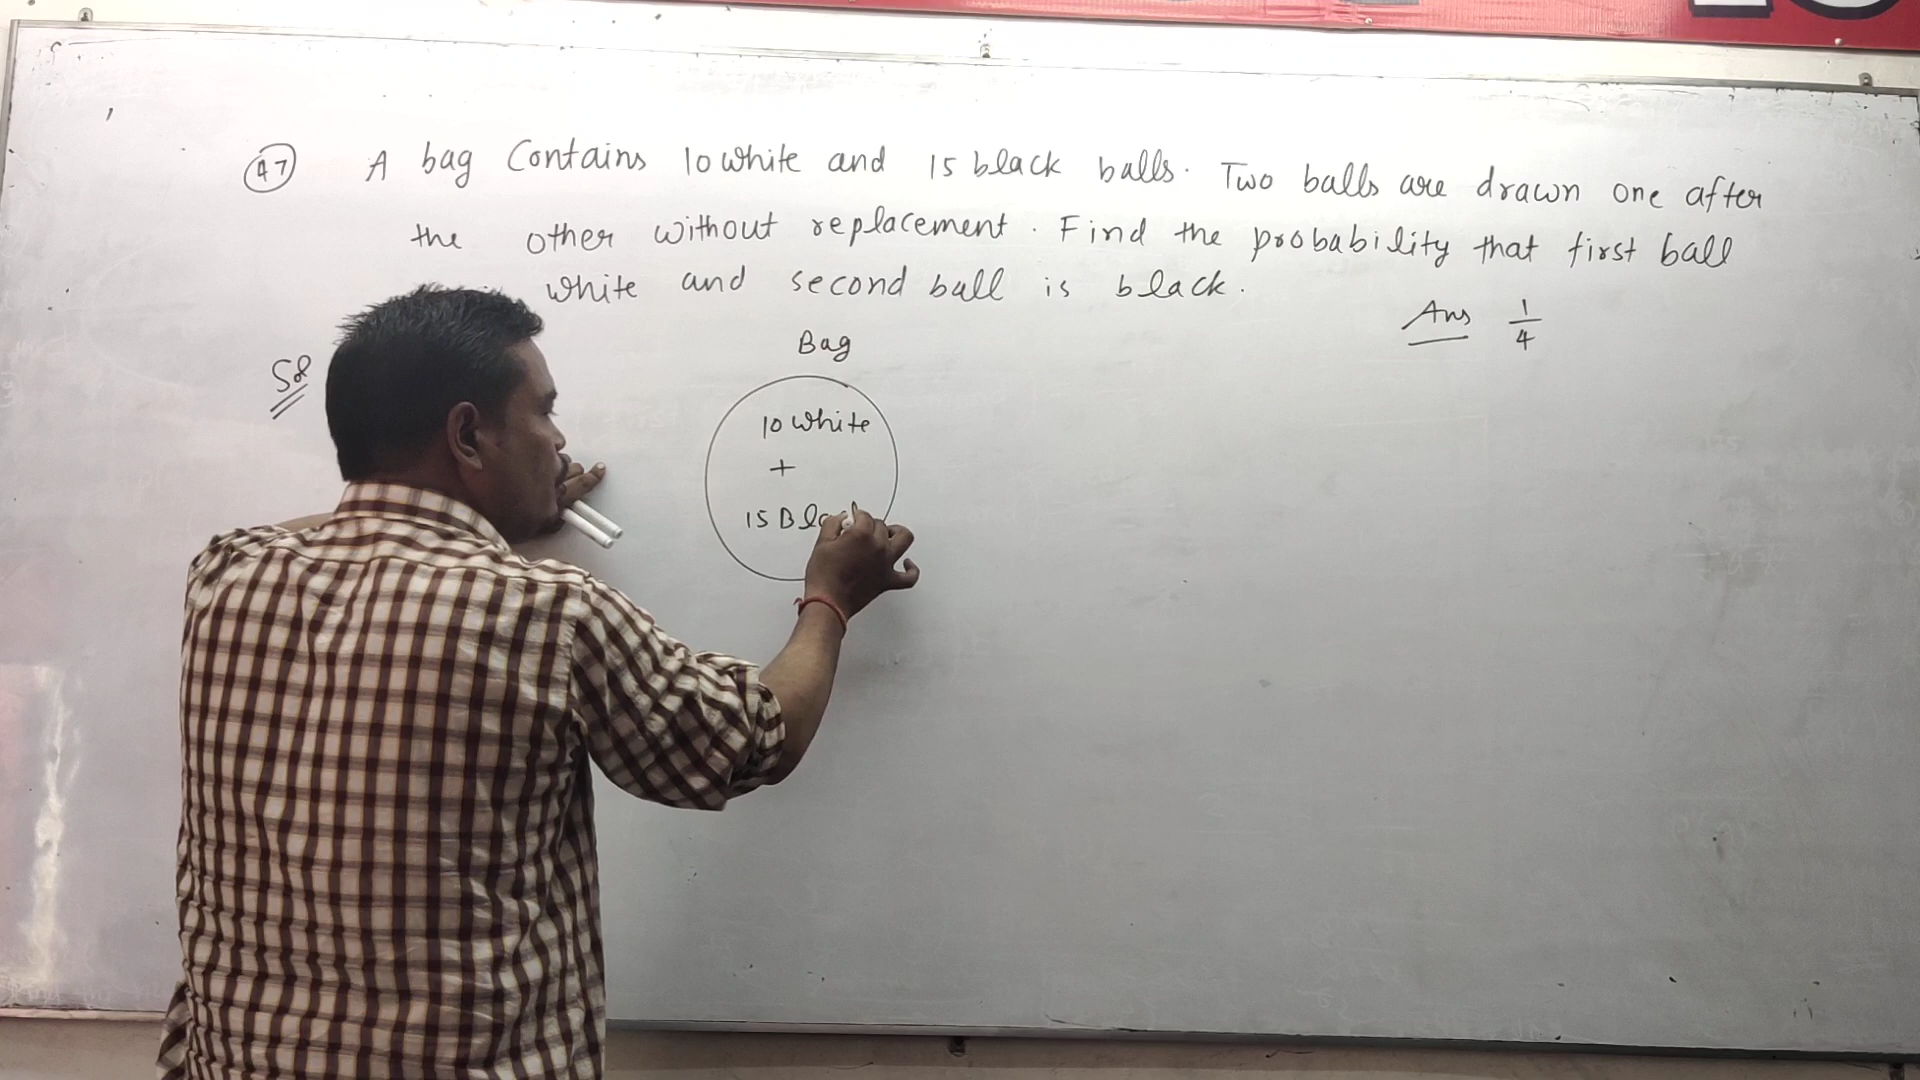 47 A bag Contains 10 white and 15 black balls. Two balls are drawn one after
the other without replacement. Find the probability that first ball
white and second ball is black.
Ans 1/4
Sol
Bag
10 white
+
15 Black